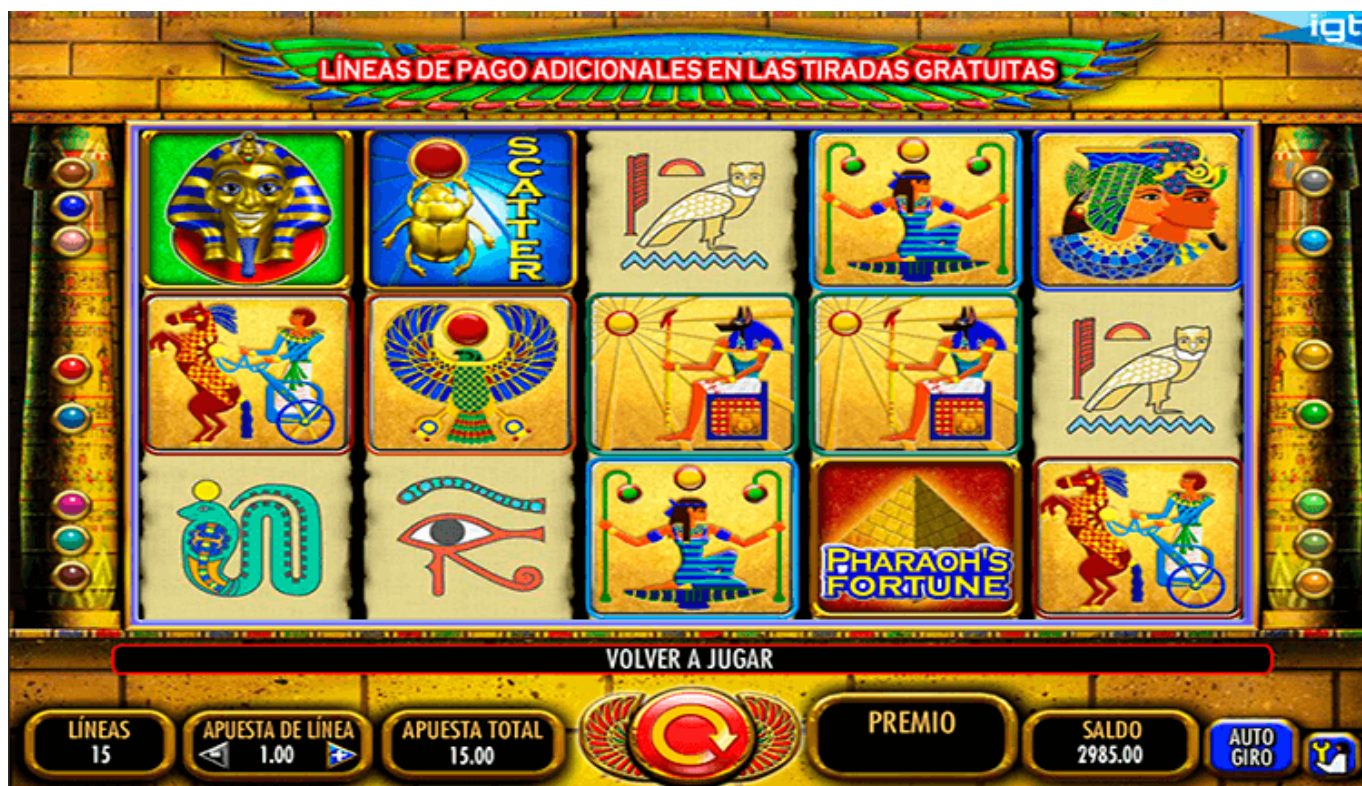 igt
LÍNEAS DE PAGO ADICIONALES EN LAS TIRADAS GRATUITAS
SCATTER
PHARAOH'S
FORTUNE
VOLVER A JUGAR
LÍNEAS
15
APUESTA DE LÍNEA
1.00
APUESTA TOTAL
15.00
PREMIO
SALDO
2985.00
AUTO
GIRO